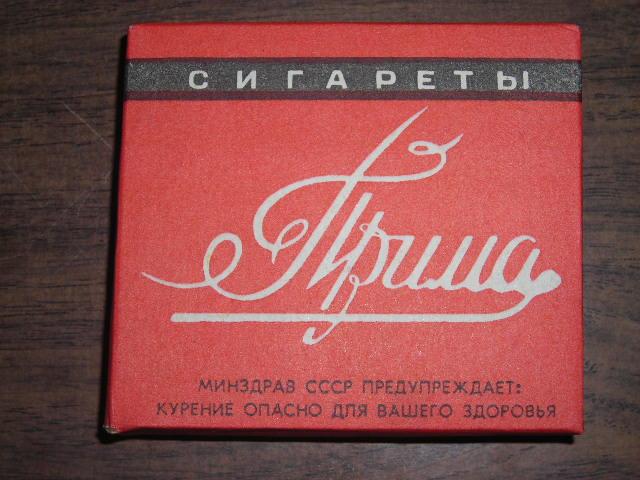 СИГАРЕТЫ
Прима
МИНЗДРАВ СССР ПРЕДУПРЕЖДАЕТ:
КУРЕНИЕ ОПАСНО ДЛЯ ВАШЕГО ЗДОРОВЬЯ